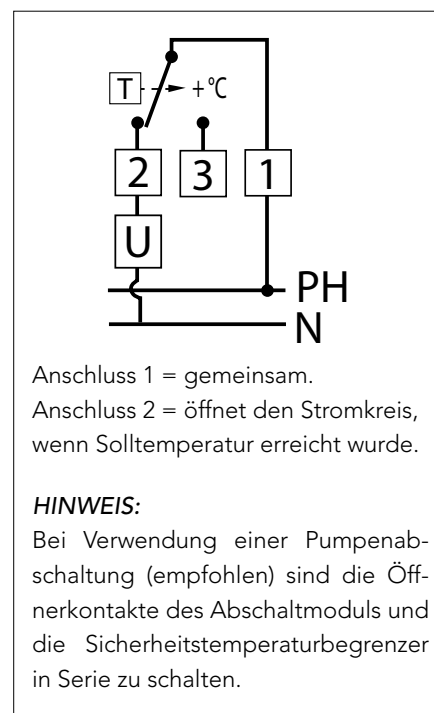 T + °C
2 3 1
U
PH
N
Anschluss 1 = gemeinsam.
Anschluss 2 = öffnet den Stromkreis,
wenn Solltemperatur erreicht wurde.
HINWEIS:
Bei Verwendung einer Pumpenab-
schaltung (empfohlen) sind die Öff-
nerkontakte des Abschaltmoduls und
die Sicherheitstemperaturbegrenzer
in Serie zu schalten.